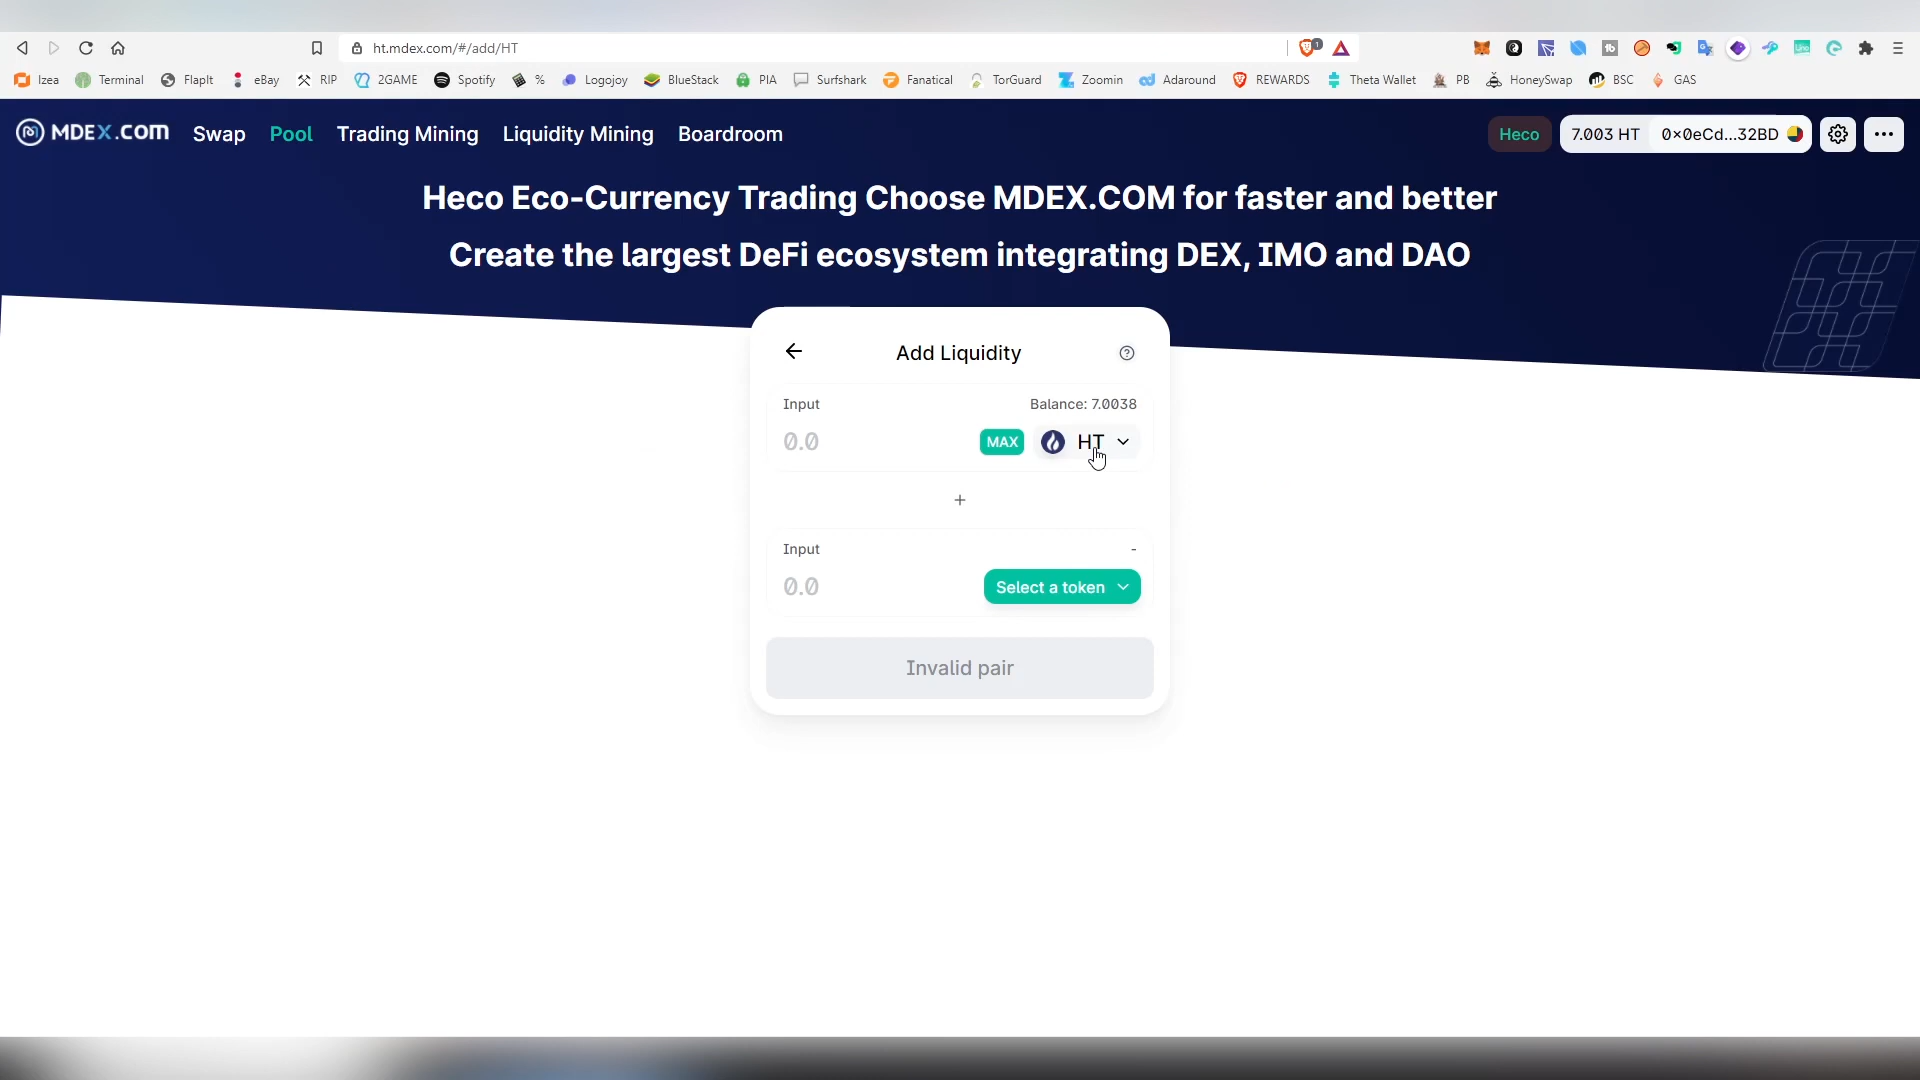 ht.mdex.com/#/add/HT
1
Izea Terminal FlapIt eBay RIP 2GAME Spotify % Logojoy BlueStack PIA Surfshark Fanatical TorGuard Zoomin Adaround REWARDS Theta Wallet PB HoneySwap BSC GAS
MDEX.COM Swap Pool Trading Mining Liquidity Mining Boardroom Heco 7.003 HT 0x0eCd...32BD
Heco Eco-Currency Trading Choose MDEX.COM for faster and better
Create the largest DeFi ecosystem integrating DEX, IMO and DAO
Add Liquidity
Input Balance: 7.0038
0.0 MAX HT
+
Input -
0.0 Select a token
Invalid pair